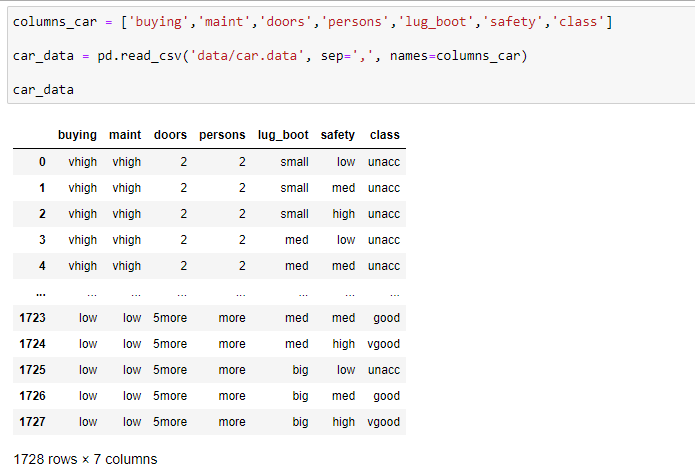 columns_car = ['buying','maint','doors','persons','lug_boot','safety','class']
car_data = pd.read_csv('data/car.data', sep=',', names=columns_car)
car_data
buying maint doors persons lug_boot safety class
0 vhigh vhigh 2 2 small low unacc
1 vhigh vhigh 2 2 small med unacc
2 vhigh vhigh 2 2 small high unacc
3 vhigh vhigh 2 2 med low unacc
4 vhigh vhigh 2 2 med med unacc
... ... ... ... ... ... ... ...
1723 low low 5more more med med good
1724 low low 5more more med high vgood
1725 low low 5more more big low unacc
1726 low low 5more more big med good
1727 low low 5more more big high vgood
1728 rows × 7 columns